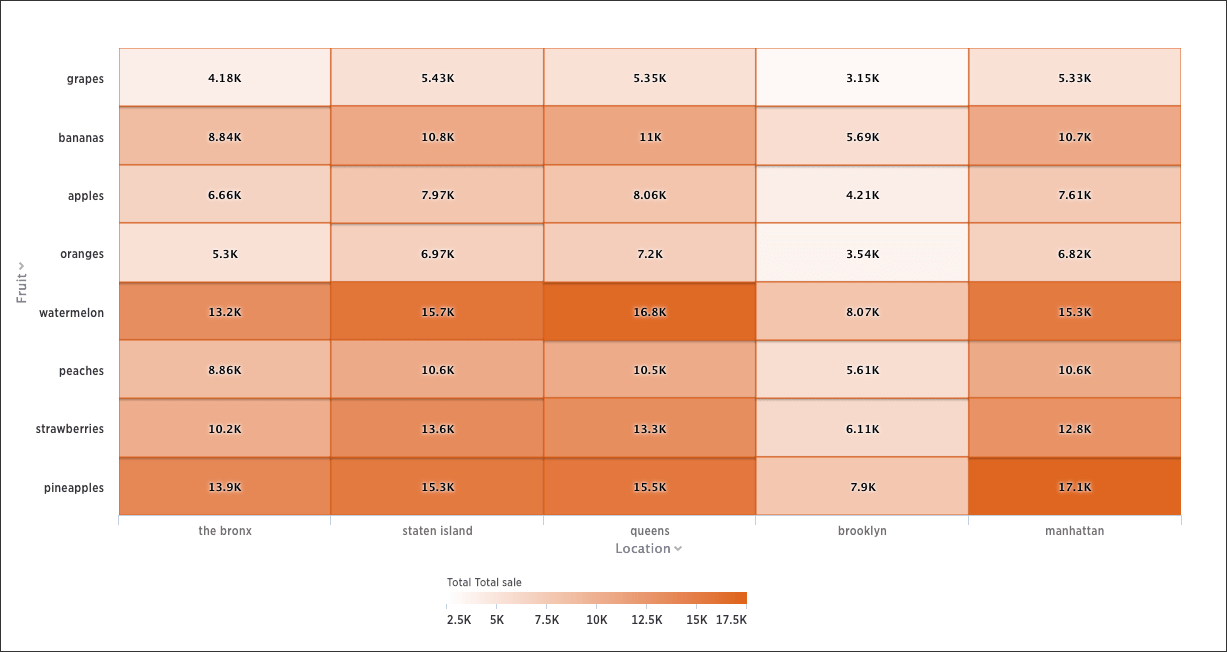 grapes 4.18K 5.43K 5.35K 3.15K 5.33K
bananas 8.84K 10.8K 11K 5.69K 10.7K
apples 6.66K 7.97K 8.06K 4.21K 7.61K
oranges 5.3K 6.97K 7.2K 3.54K 6.82K
Fruit
watermelon 13.2K 15.7K 16.8K 8.07K 15.3K
peaches 8.86K 10.6K 10.5K 5.61K 10.6K
strawberries 10.2K 13.6K 13.3K 6.11K 12.8K
pineapples 13.9K 15.3K 15.5K 7.9K 17.1K
the bronx staten island queens brooklyn manhattan
Location
Total Total sale
2.5K 5K 7.5K 10K 12.5K 15K 17.5K